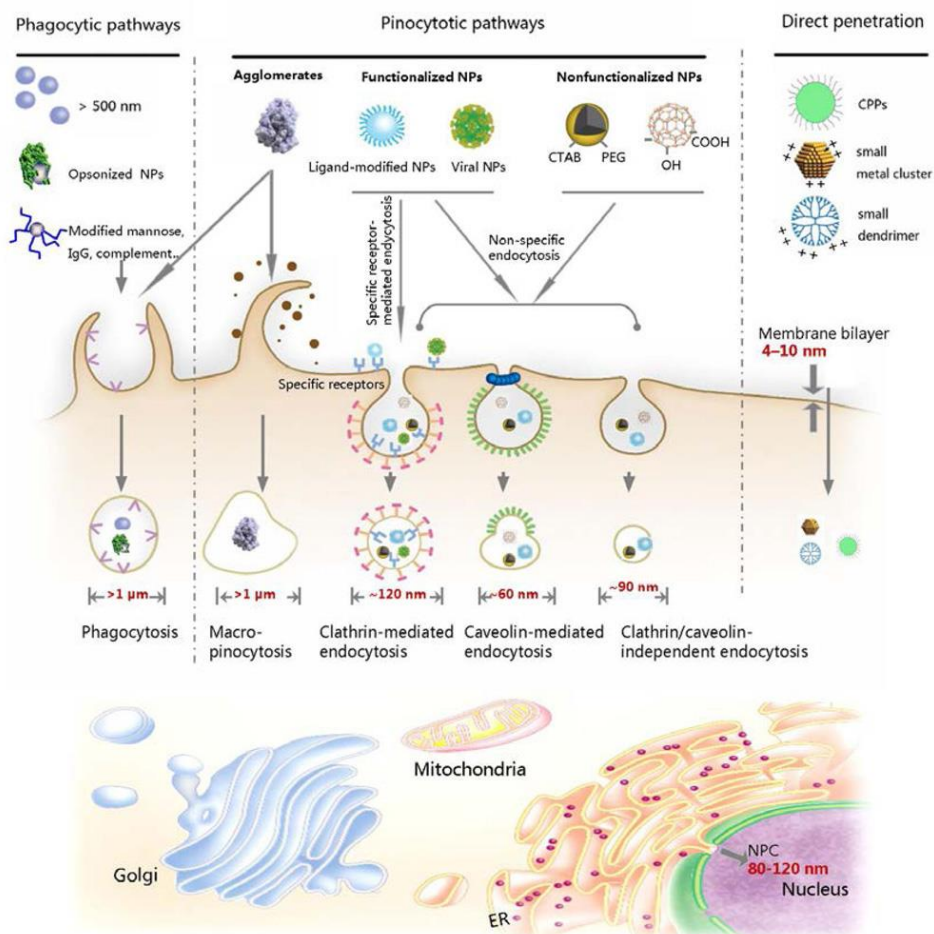 Phagocytic pathways
Pinocytotic pathways
Direct penetration
> 500 nm
Opsonized NPs
Modified mannose,
IgG, complement..
Agglomerates
Functionalized NPs
Nonfunctionalized NPs
Ligand-modified NPs
Viral NPs
CTAB
PEG
COOH
OH
CPPs
small
metal cluster
++
small
dendrimer
Specific receptor-
mediated endycytosis
Non-specific
endocytosis
Membrane bilayer
4–10 nm
Specific receptors
>1 μm
>1 μm
~120 nm
~60 nm
~90 nm
Phagocytosis
Macro-
pinocytosis
Clathrin-mediated
endocytosis
Caveolin-mediated
endocytosis
Clathrin/caveolin-
independent endocytosis
Mitochondria
Golgi
NPC
80-120 nm
Nucleus
ER